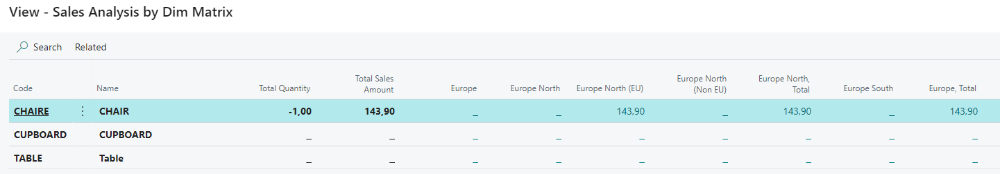 View - Sales Analysis by Dim Matrix
Search Related
Code Name Total Quantity Total Sales Amount Europe Europe North Europe North (EU) Europe North (Non EU) Europe North, Total Europe South Europe, Total
CHAIRE CHAIR -1,00 143,90 _ _ 143,90 _ 143,90 _ 143,90
CUPBOARD CUPBOARD _ _ _ _ _ _ _ _ _
TABLE Table _ _ _ _ _ _ _ _ _